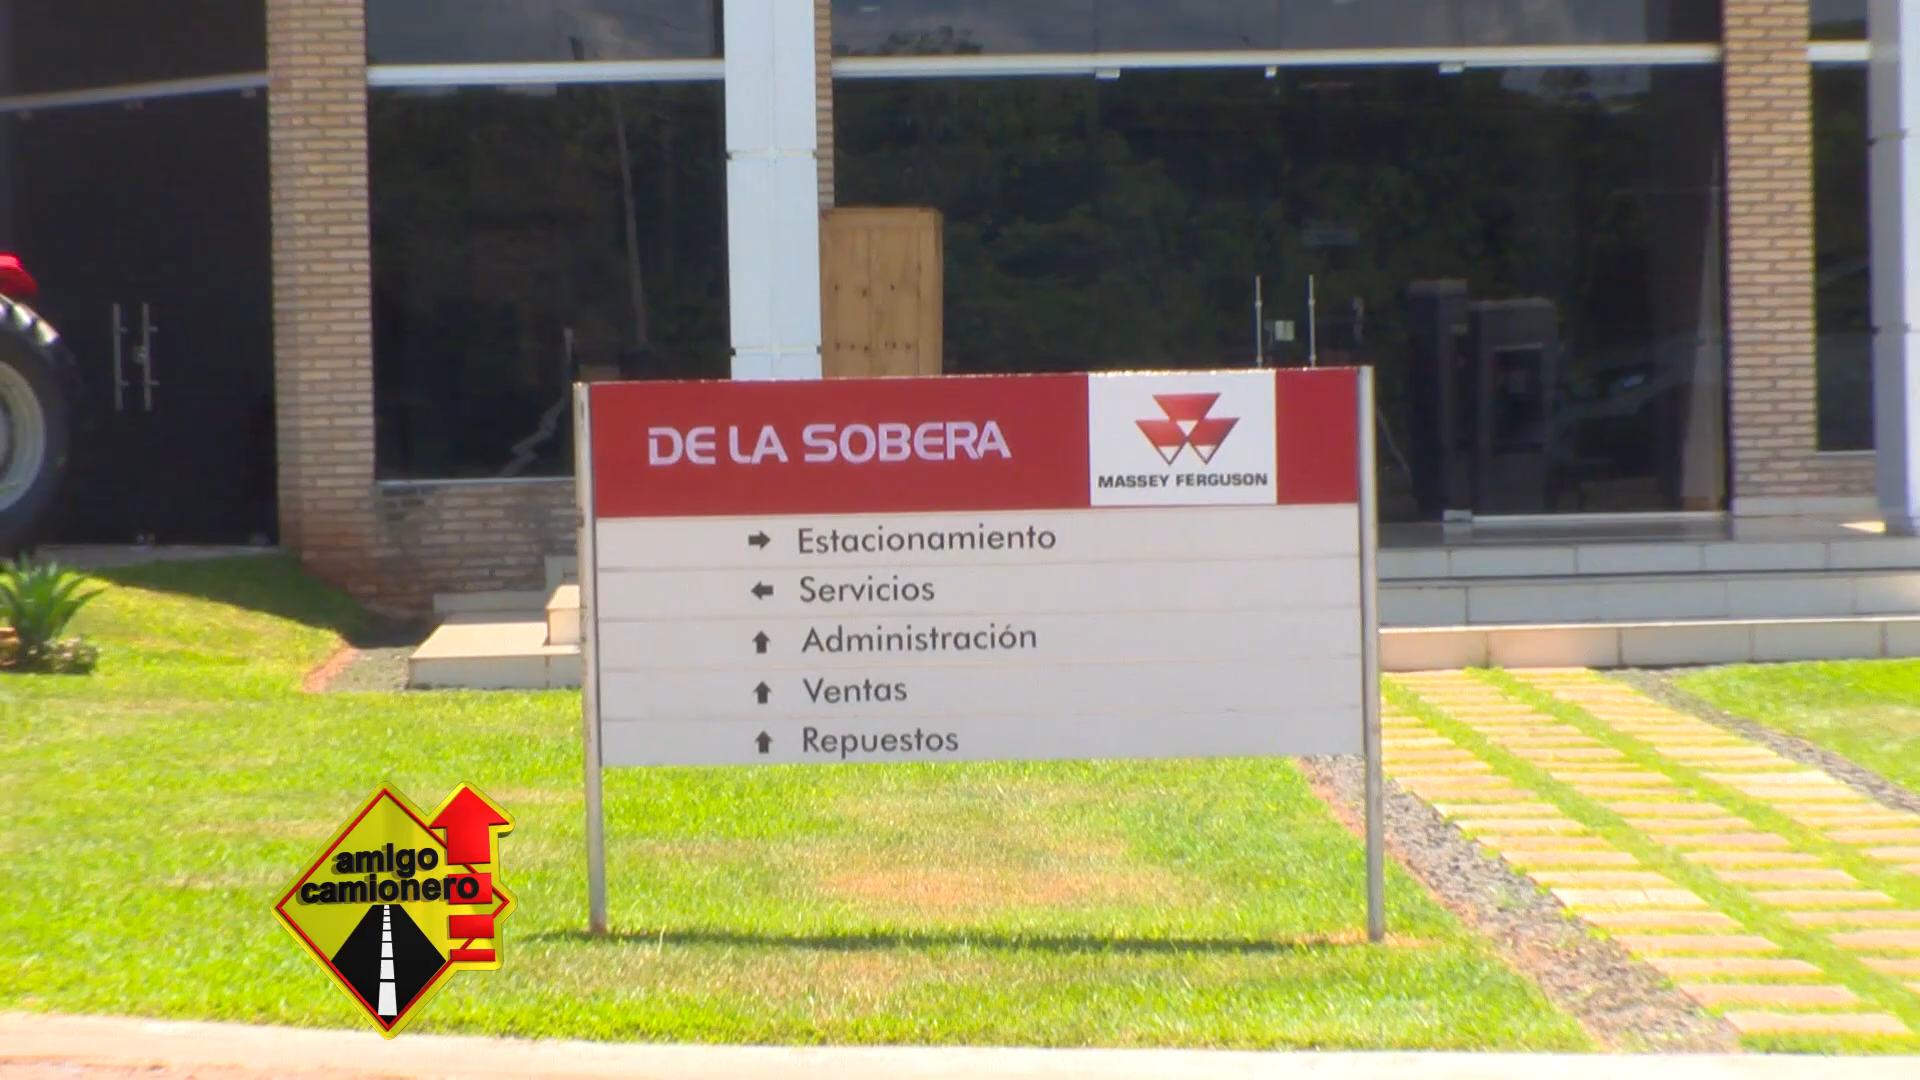 DE LA SOBERA
MASSEY FERGUSON
Estacionamiento
Servicios
Administración
Ventas
Repuestos
amigo
camionero